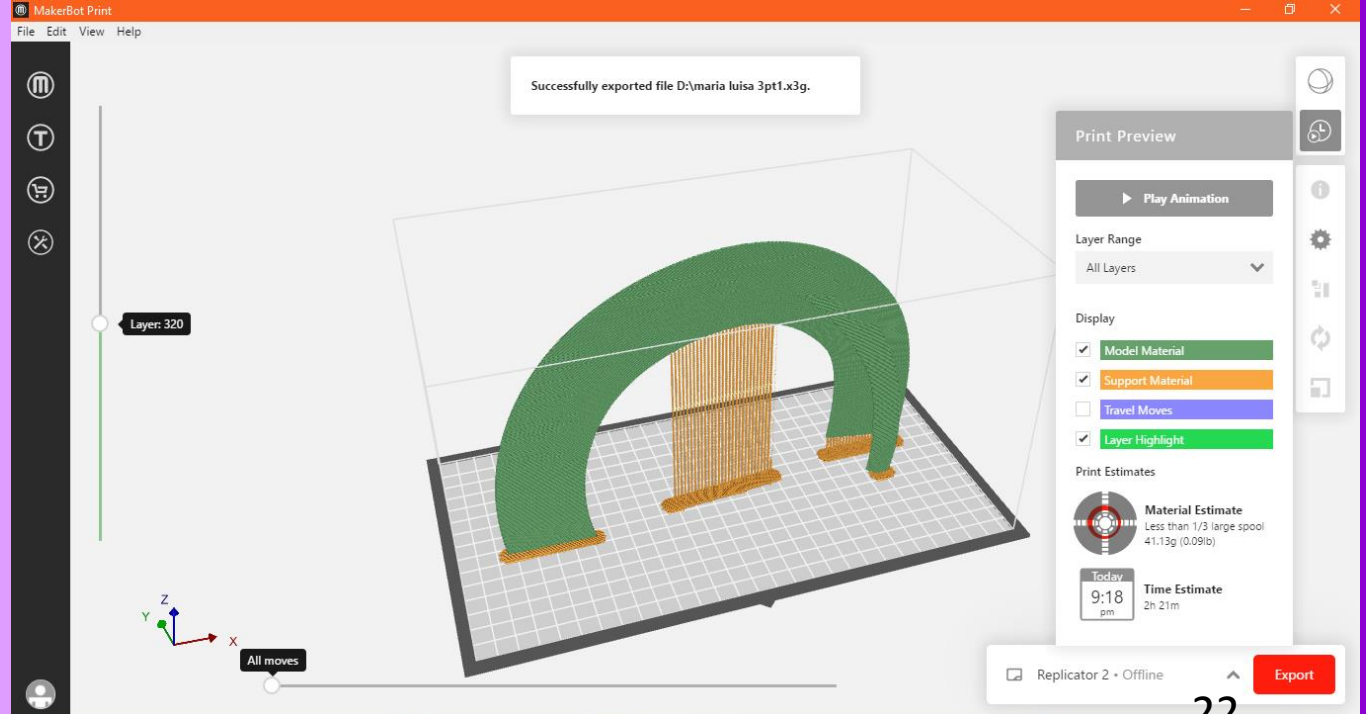 MakerBot Print
File Edit View Help
Successfully exported file D:\maria luisa 3pt1.x3g.
Print Preview
Play Animation
Layer Range
All Layers
Layer: 320
Display
Model Material
Support Material
Travel Moves
Layer Highlight
Print Estimates
Material Estimate
Less than 1/3 large spool
41.13g (0.09lb)
Today
9:18
pm
Time Estimate
2h 21m
Z
Y
X
All moves
Replicator 2 • Offline
Export
22